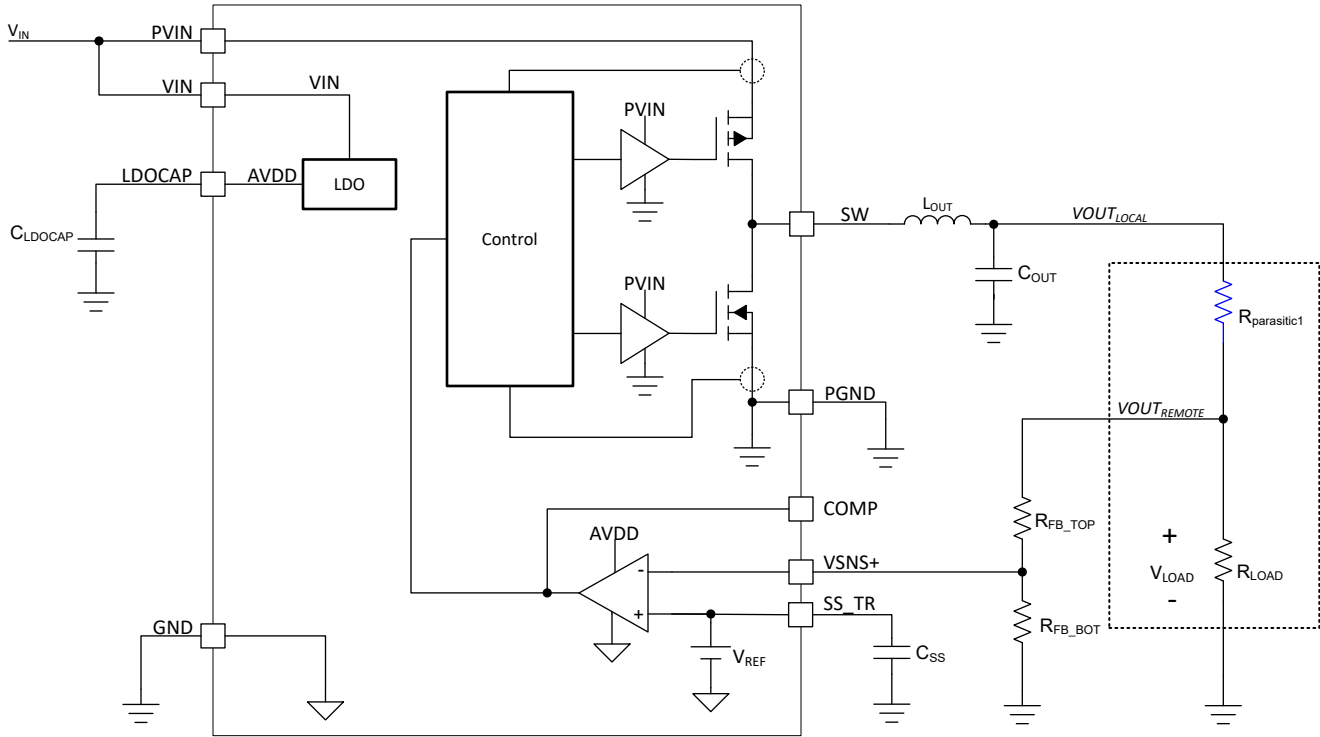 VIN
PVIN
VIN
VIN
LDOCAP
AVDD
LDO
CLDOCAP
Control
PVIN
PVIN
SW
LOUT
VOUTLOCAL
COUT
Rparasitic1
PGND
VOUTREMOTE
COMP
RFB_TOP
AVDD
-
VSNS+
+
VLOAD
-
RLOAD
+
SS_TR
RFB_BOT
GND
VREF
CSS